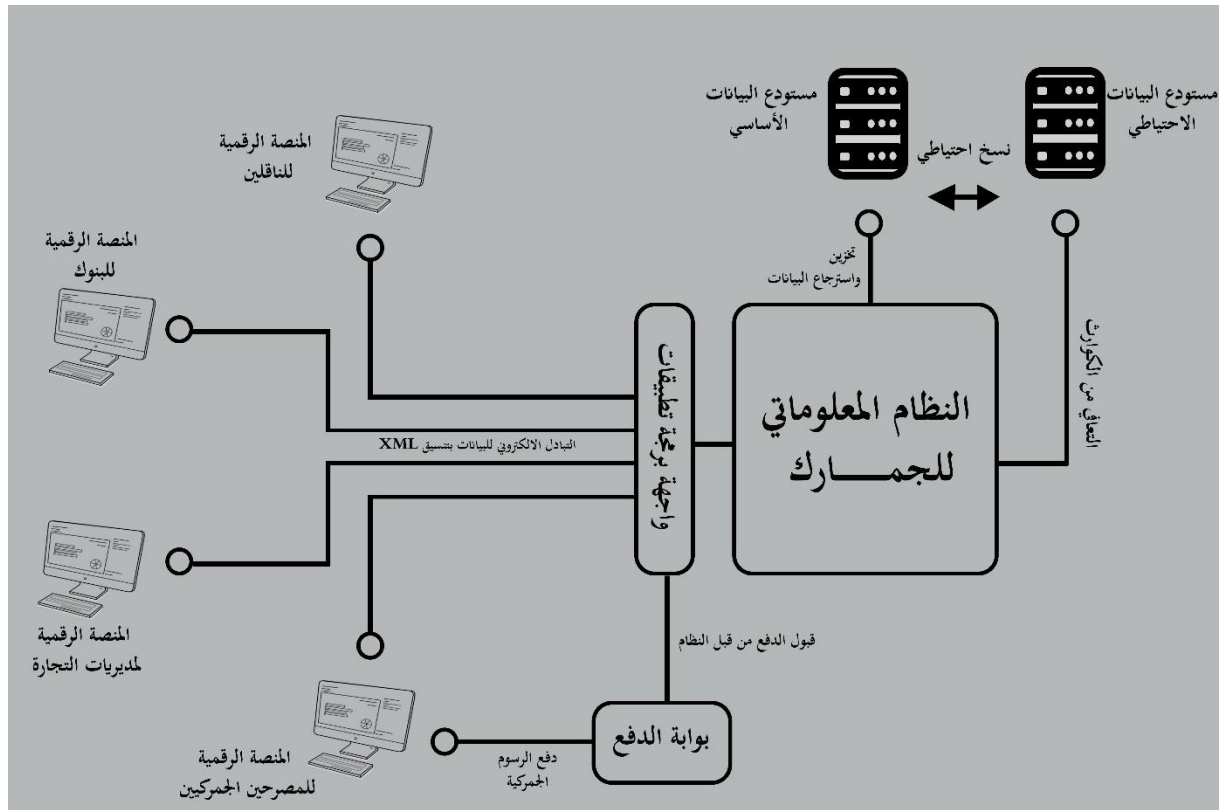 مستودع البيانات
الاحتياطي
مستودع البيانات
الأساسي
نسخ احتياطي
المنصة الرقمية
للناقلين
المنصة الرقمية
للبنوك
تخزين
واسترجاع البيانات
التعافي من الكوارث
النظام المعلوماتي
للجمـــارك
واجهة برمجة تطبيقات
التبادل الالكتروني للبيانات بتنسيق XML
المنصة الرقمية
لمديريات التجارة
قبول الدفع من قبل النظام
بوابة الدفع
دفع الرسوم
الجمركية
المنصة الرقمية
للمصرحين الجمركيين